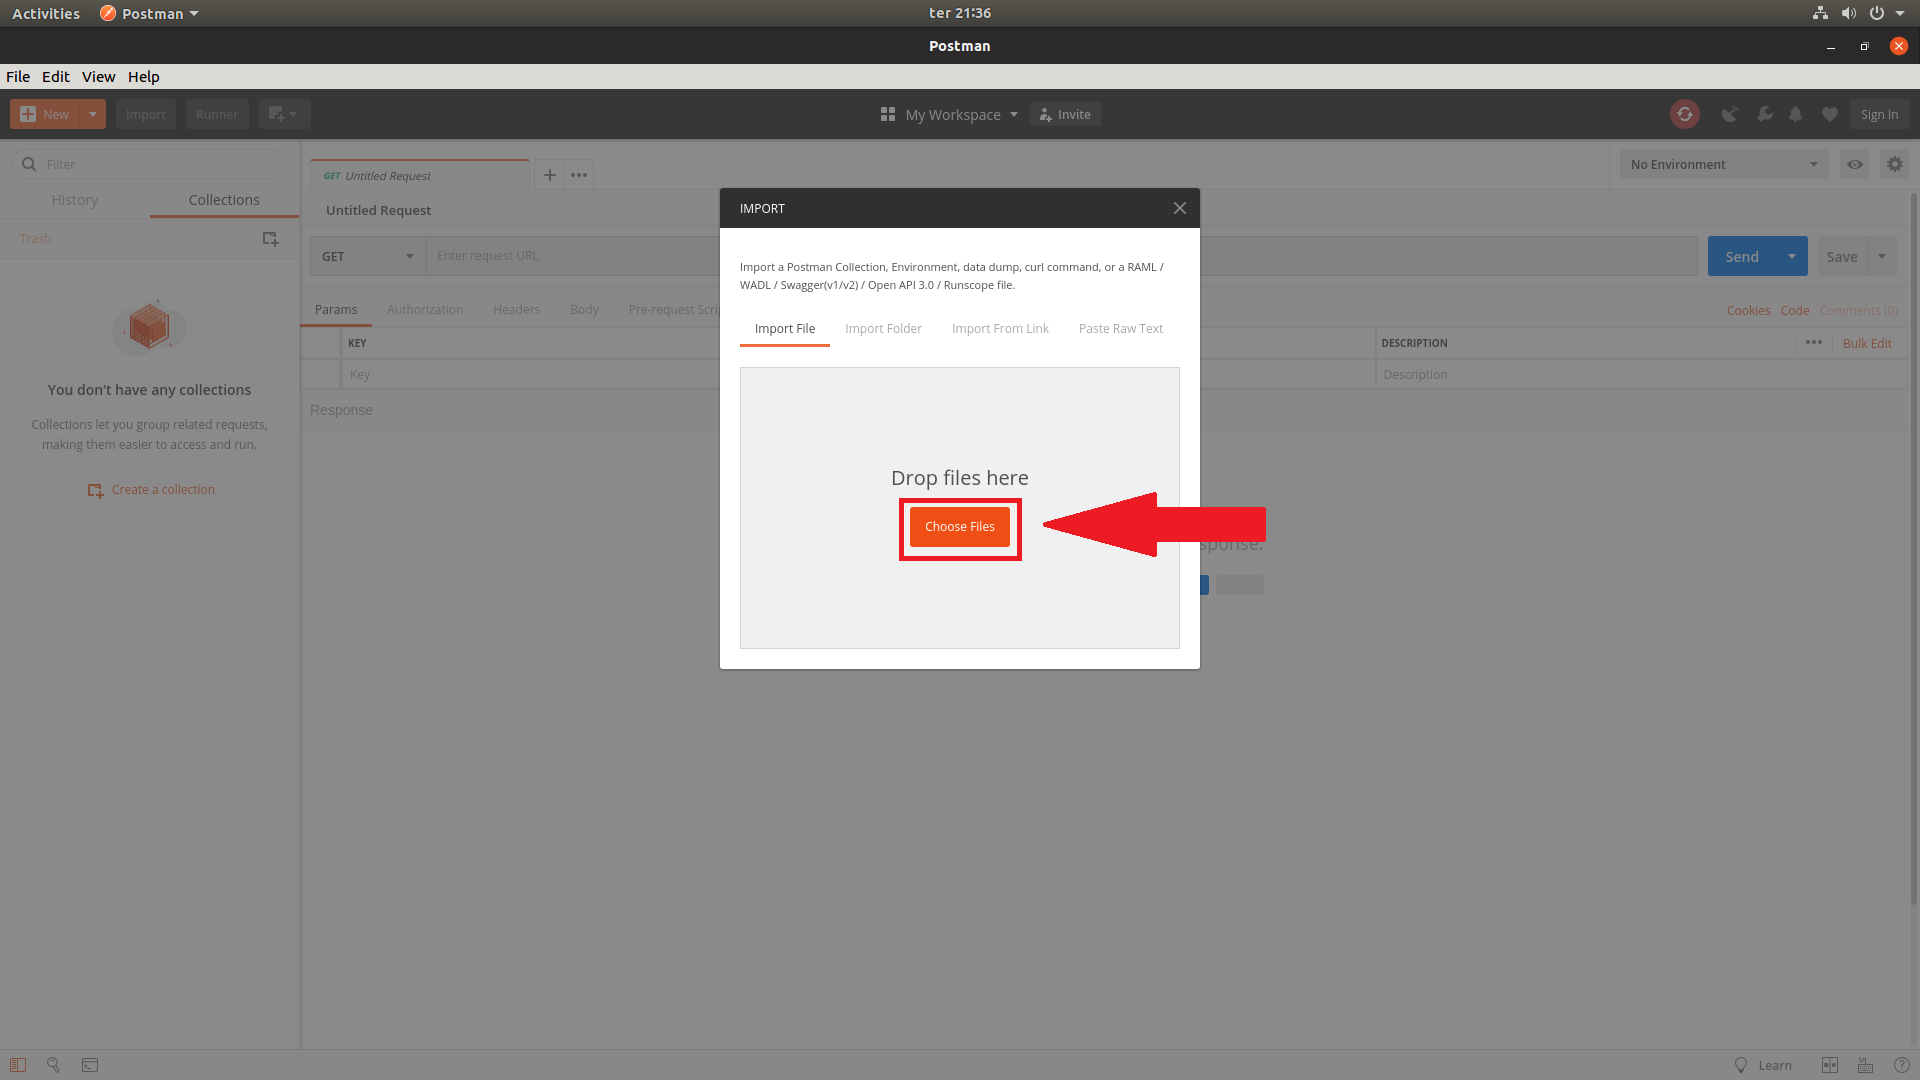 Activities Postman ter 21:36
Postman
File Edit View Help
New Import Runner My Workspace Invite Sign In
Filter
History Collections
Trash
You don't have any collections
Collections let you group related requests,
making them easier to access and run.
Create a collection
GET Untitled Request
No Environment
Untitled Request
GET Enter request URL Send Save
Params Authorization Headers Body Pre-request Scri Cookies Code Comments (0)
KEY DESCRIPTION Bulk Edit
Key Description
Response
IMPORT
Import a Postman Collection, Environment, data dump, curl command, or a RAML /
WADL / Swagger(v1/v2) / Open API 3.0 / Runscope file.
Import File Import Folder Import From Link Paste Raw Text
Drop files here
Choose Files
sponse.
Learn